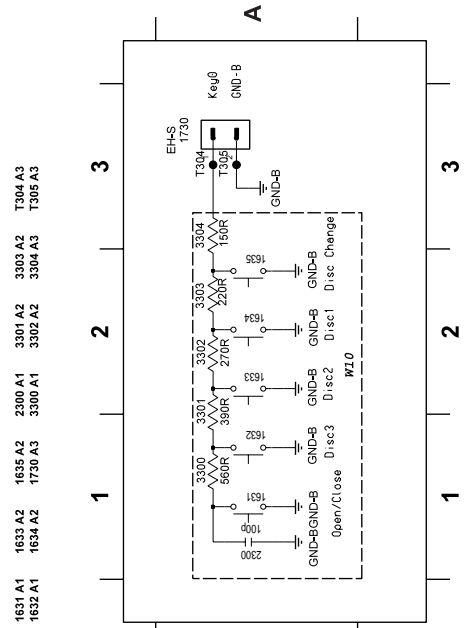 A
1631 A1 1633 A2 1635 A2 2300 A1 3301 A2 3303 A2 T304 A3
1632 A1 1634 A2 1730 A3 3300 A1 3302 A2 3304 A3 T305 A3
3
3
2
2
1
1
Key0
GND-B
EH-S
1730
T304
1
T305
2
GND-B
3304
150R
1635
GND-B
Disc Change
3303
220R
1634
GND-B
Disc1
3302
270R
1633
GND-B
Disc2
W10
3301
390R
1632
GND-B
Disc3
3300
560R
1631
GND-B
Open/Close
100p
2300
GND-B